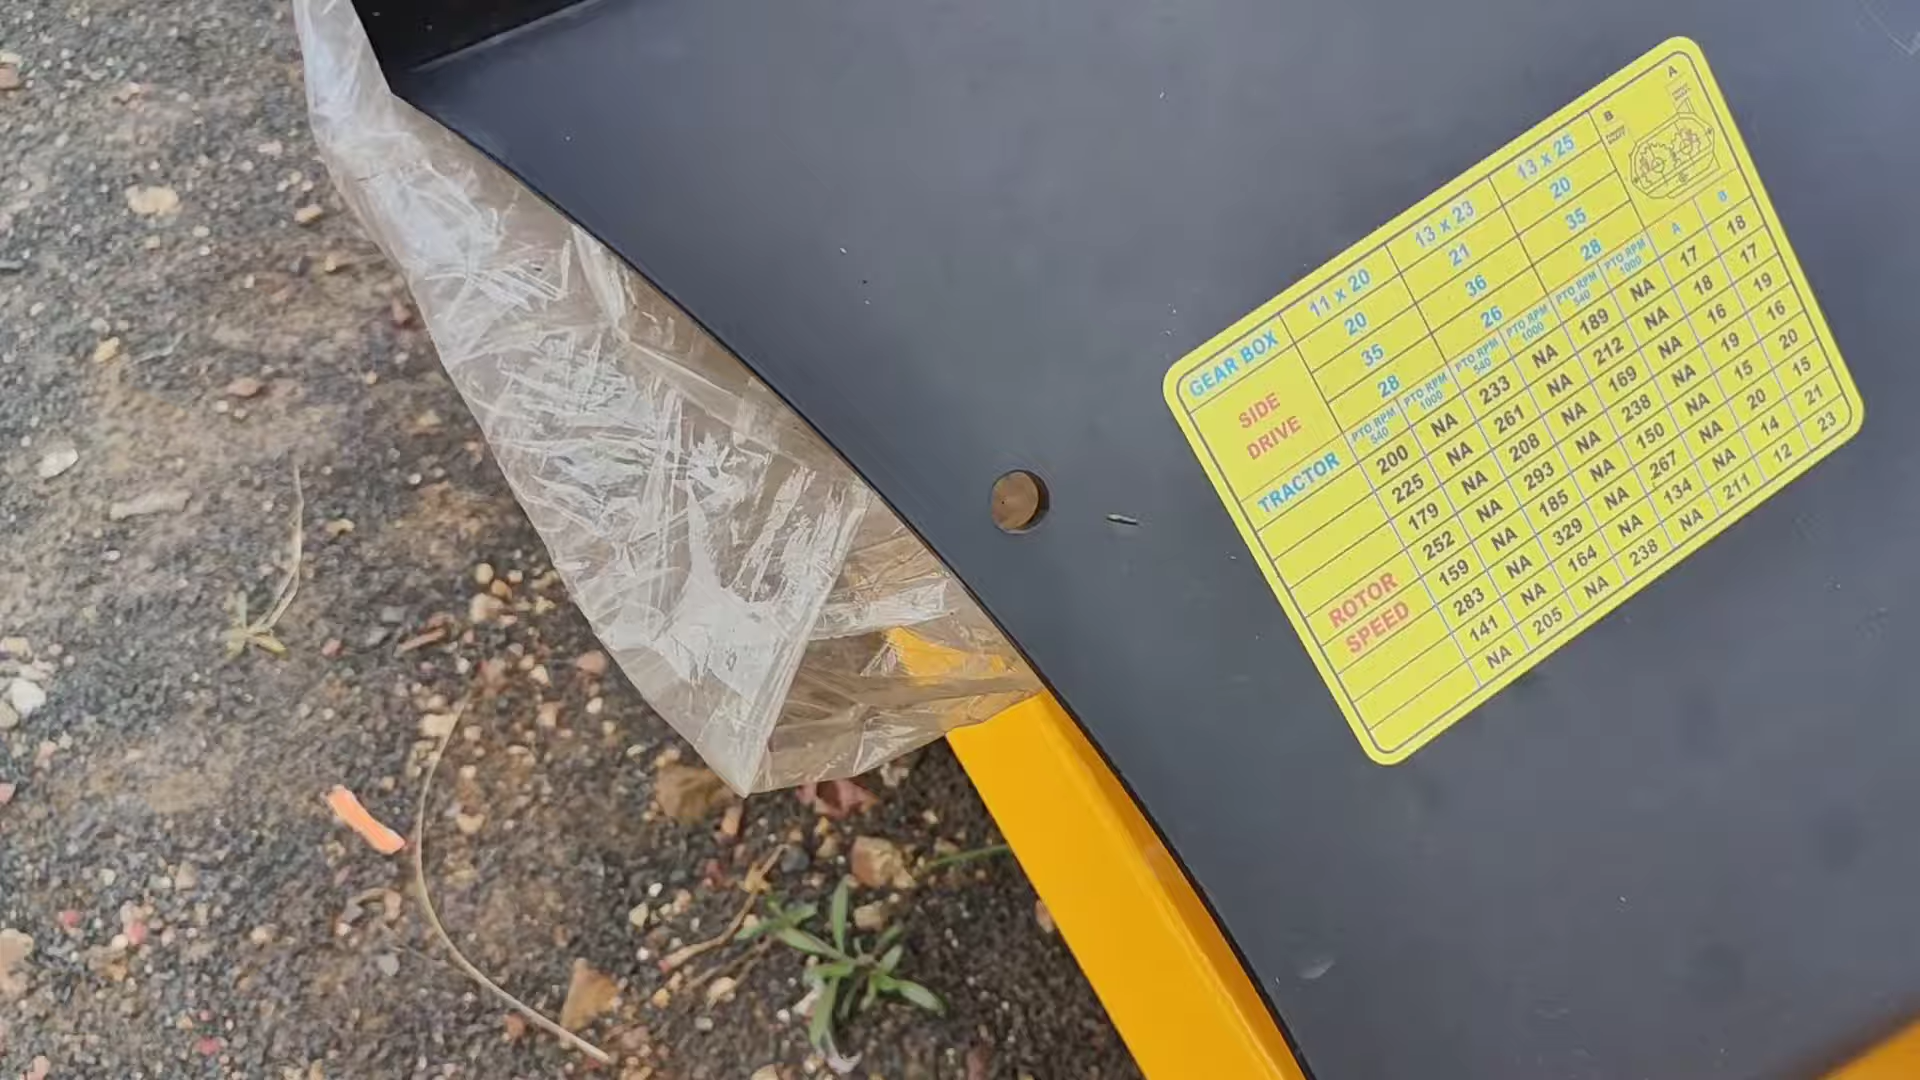 A
B
GEAR BOX 11 x 20 13 x 23 13 x 25
SIDE DRIVE 20 21 20
35 36 35
28 26 28
TRACTOR PTO RPM 540 PTO RPM 1000 PTO RPM 540 PTO RPM 1000 PTO RPM 540 PTO RPM 1000 A B
200 NA 233 NA 189 NA 17 18
225 NA 261 NA 212 NA 18 17
179 NA 208 NA 169 NA 16 19
ROTOR SPEED 252 NA 293 NA 238 NA 19 16
159 NA 185 NA 150 NA 15 20
283 NA 329 NA 267 NA 20 15
141 NA 164 NA 134 NA 14 21
NA 205 NA 238 NA 211 12 23